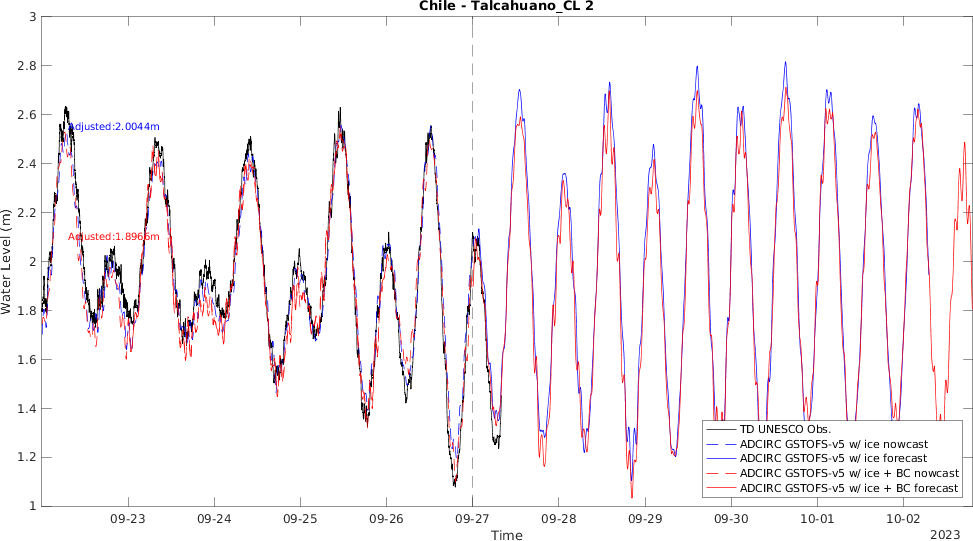 Chile - Talcahuano_CL 2
3
2.8
2.6
2.4
2.2
2
1.8
1.6
1.4
1.2
1
Water Level (m)
Adjusted:2.0044m
Adjusted:1.8966m
TD UNESCO Obs.
ADCIRC GSTOFS-v5 w/ ice nowcast
ADCIRC GSTOFS-v5 w/ ice forecast
ADCIRC GSTOFS-v5 w/ ice + BC nowcast
ADCIRC GSTOFS-v5 w/ ice + BC forecast
09-23 09-24 09-25 09-26 09-27 09-28 09-29 09-30 10-01 10-02
Time
2023